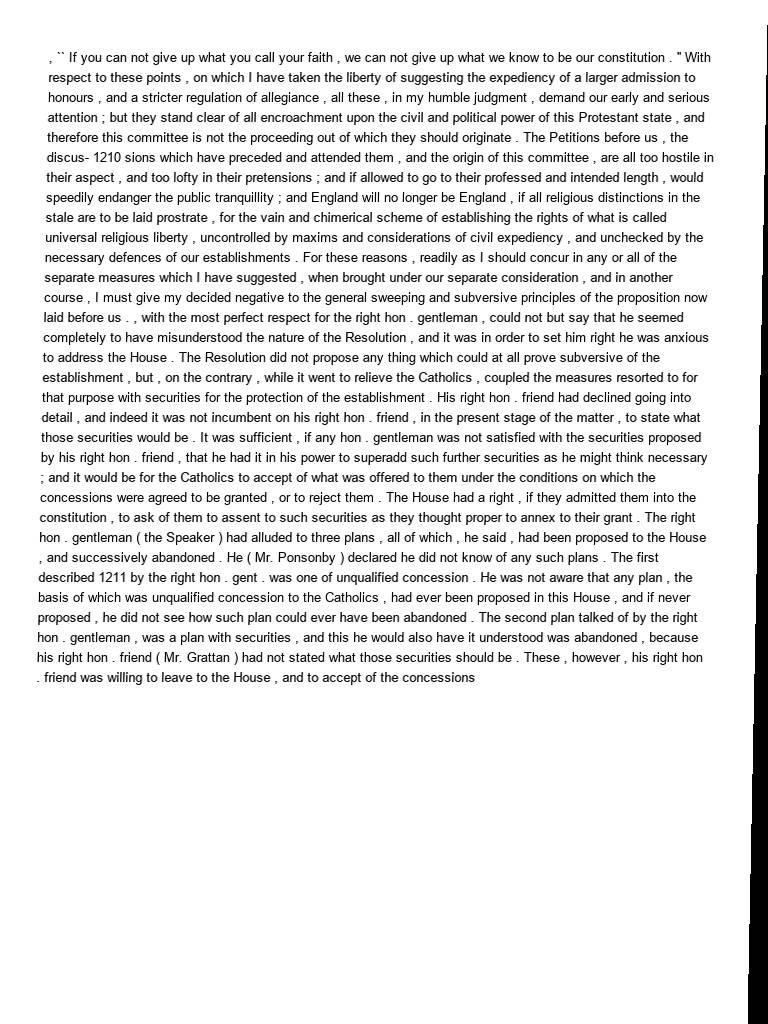 , `` If you can not give up what you call your faith , we can not give up what we know to be our constitution . '' With
respect to these points , on which I have taken the liberty of suggesting the expediency of a larger admission to
honours , and a stricter regulation of allegiance , all these , in my humble judgment , demand our early and serious
attention ; but they stand clear of all encroachment upon the civil and political power of this Protestant state , and
therefore this committee is not the proceeding out of which they should originate . The Petitions before us , the
discus- 1210 sions which have preceded and attended them , and the origin of this committee , are all too hostile in
their aspect , and too lofty in their pretensions ; and if allowed to go to their professed and intended length , would
speedily endanger the public tranquillity ; and England will no longer be England , if all religious distinctions in the
stale are to be laid prostrate , for the vain and chimerical scheme of establishing the rights of what is called
universal religious liberty , uncontrolled by maxims and considerations of civil expediency , and unchecked by the
necessary defences of our establishments . For these reasons , readily as I should concur in any or all of the
separate measures which I have suggested , when brought under our separate consideration , and in another
course , I must give my decided negative to the general sweeping and subversive principles of the proposition now
laid before us . , with the most perfect respect for the right hon . gentleman , could not but say that he seemed
completely to have misunderstood the nature of the Resolution , and it was in order to set him right he was anxious
to address the House . The Resolution did not propose any thing which could at all prove subversive of the
establishment , but , on the contrary , while it went to relieve the Catholics , coupled the measures resorted to for
that purpose with securities for the protection of the establishment . His right hon . friend had declined going into
detail , and indeed it was not incumbent on his right hon . friend , in the present stage of the matter , to state what
those securities would be . It was sufficient , if any hon . gentleman was not satisfied with the securities proposed
by his right hon . friend , that he had it in his power to superadd such further securities as he might think necessary
; and it would be for the Catholics to accept of what was offered to them under the conditions on which the
concessions were agreed to be granted , or to reject them . The House had a right , if they admitted them into the
constitution , to ask of them to assent to such securities as they thought proper to annex to their grant . The right
hon . gentleman ( the Speaker ) had alluded to three plans , all of which , he said , had been proposed to the House
, and successively abandoned . He ( Mr. Ponsonby ) declared he did not know of any such plans . The first
described 1211 by the right hon . gent . was one of unqualified concession . He was not aware that any plan , the
basis of which was unqualified concession to the Catholics , had ever been proposed in this House , and if never
proposed , he did not see how such plan could ever have been abandoned . The second plan talked of by the right
hon . gentleman , was a plan with securities , and this he would also have it understood was abandoned , because
his right hon . friend ( Mr. Grattan ) had not stated what those securities should be . These , however , his right hon
. friend was willing to leave to the House , and to accept of the concessions